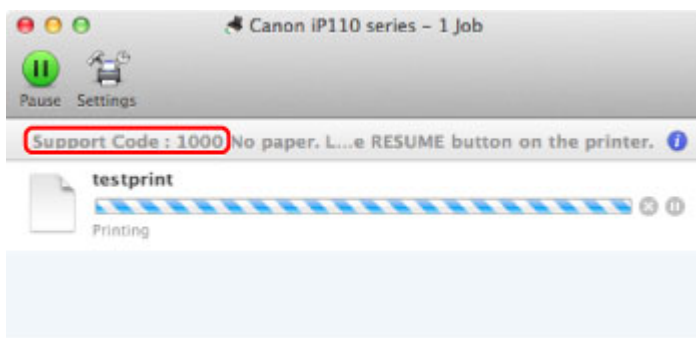 Canon iP110 series – 1 Job
Pause Settings
Support Code : 1000 No paper. L...e RESUME button on the printer.
testprint
Printing